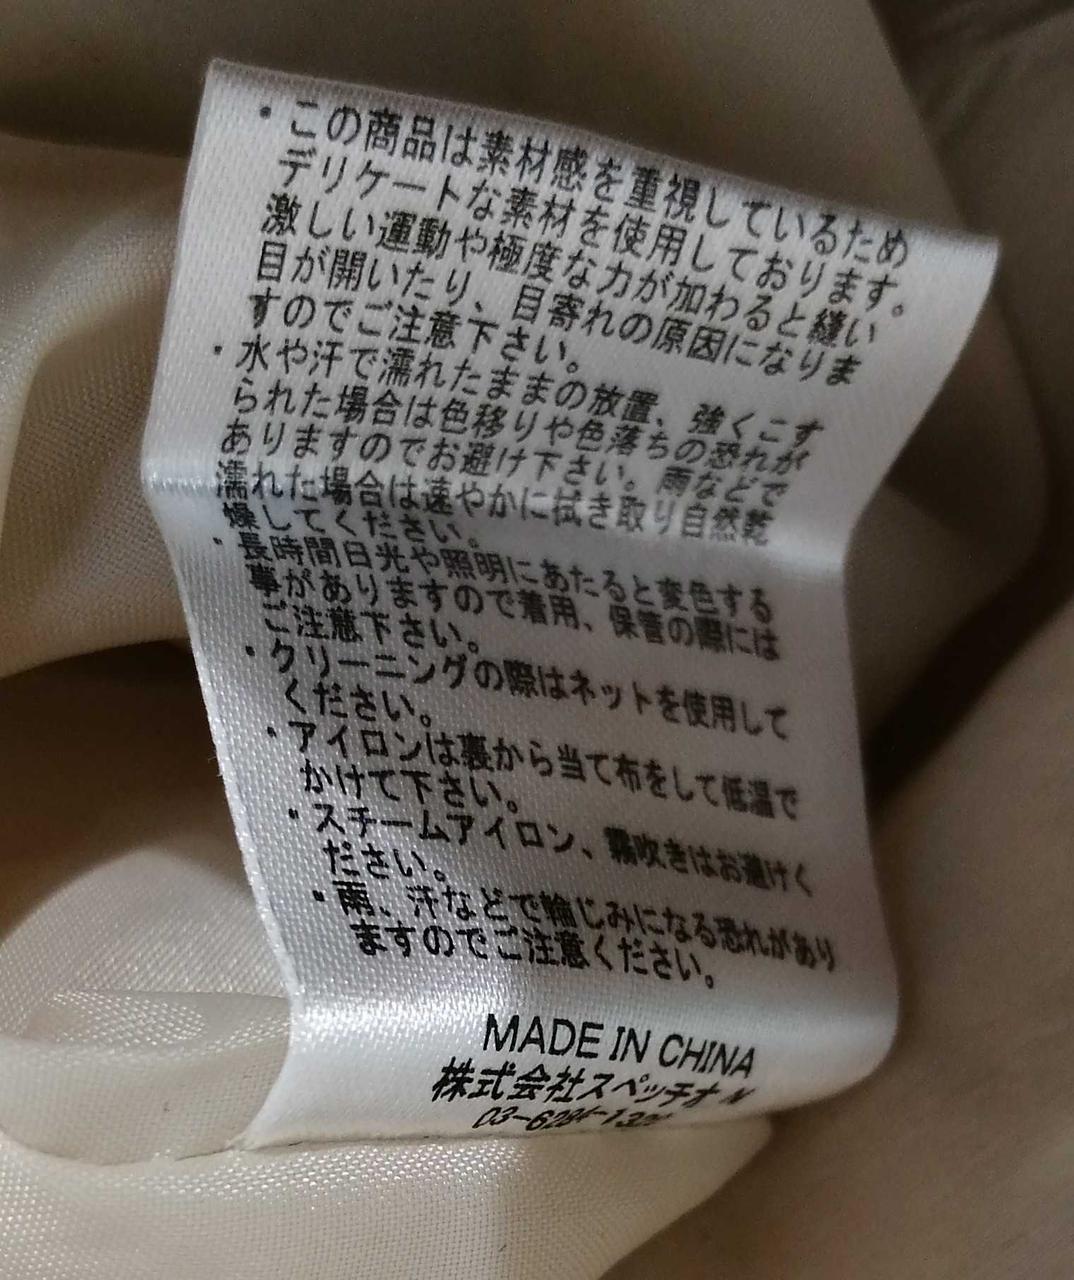 ・この商品は素材感を重視しているため
デリケートな素材を使用しております。
激しい運動や極度な力が加わると縫い
目が開いたり、目寄れの原因になりま
すのでご注意下さい。
・水や汗で濡れたままの放置、強くこす
られた場合は色移りや色落ちの恐れが
ありますのでお避け下さい。雨などで
濡れた場合は速やかに拭き取り自然乾
燥してください。
・長時間日光や照明にあたると変色する
事がありますので着用、保管の際には
ご注意下さい。
・クリーニングの際はネットを使用して
ください。
・アイロンは裏から当て布をして低温で
かけて下さい。
・スチームアイロン、霧吹きはお避けく
ださい。
・雨、汗などで輪じみになる恐れがあり
ますのでご注意ください。
MADE IN CHINA
株式会社スペッチオ N